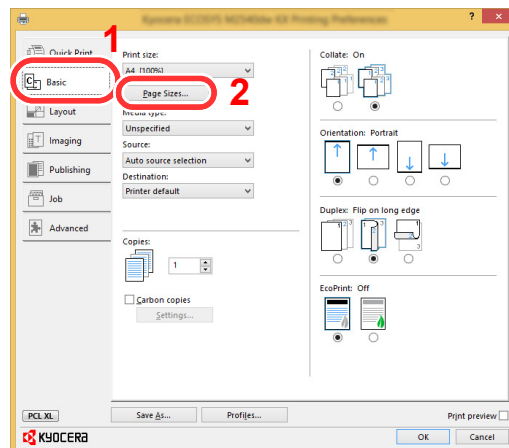 Kyocera ECOSYS M2540dw KX Printing Preferences
?
1
Quick Print
Basic
Layout
Imaging
Publishing
Job
Advanced
Print size:
A4 [100%]
Page Sizes...
2
Media type:
Unspecified
Source:
Auto source selection
Destination:
Printer default
Copies:
1
Carbon copies
Settings...
Collate: On
Orientation: Portrait
Duplex: Flip on long edge
EcoPrint: Off
PCL XL
Save As...
Profiles...
Print preview
KYOCERA
OK
Cancel